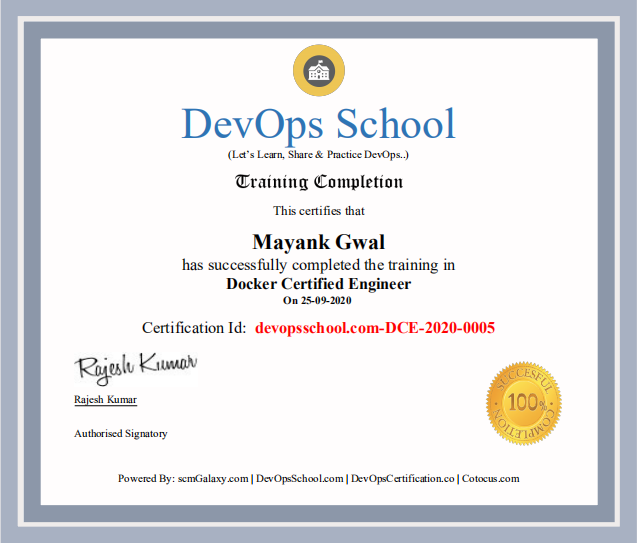 DevOps School
(Let's Learn, Share & Practice DevOps..)
Training Completion
This certifies that
Mayank Gwal
has successfully completed the training in
Docker Certified Engineer
On 25-09-2020
Certification Id: devopsschool.com-DCE-2020-0005
Rajesh Kumar
Rajesh Kumar
Authorised Signatory
SUCCESFUL
100%
COMPLETION
Powered By: scmGalaxy.com | DevOpsSchool.com | DevOpsCertification.co | Cotocus.com